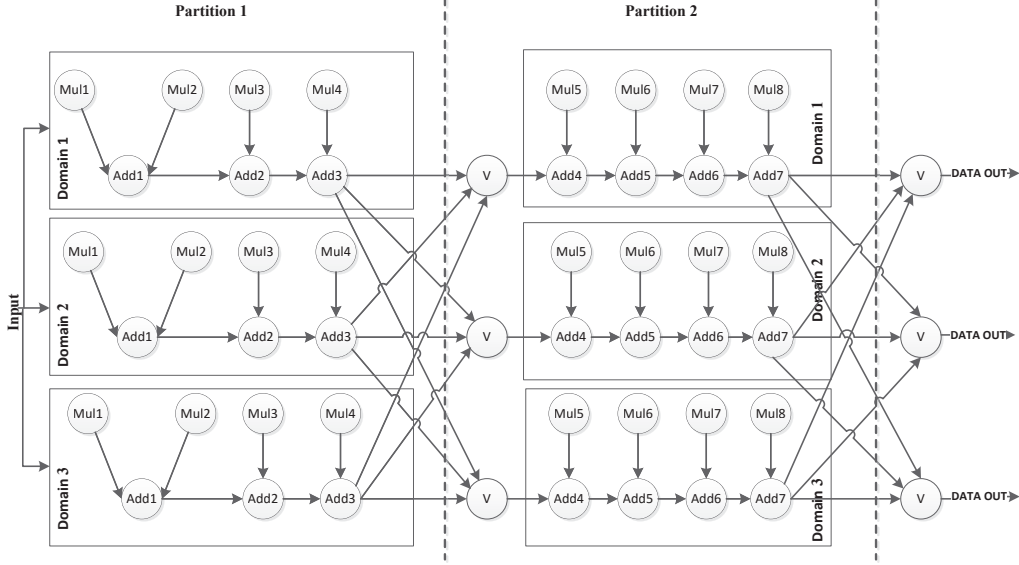 Partition 1
Partition 2
Input
Domain 1
Mul1
Mul2
Mul3
Mul4
Add1
Add2
Add3
V
Domain 1
Mul5
Mul6
Mul7
Mul8
Add4
Add5
Add6
Add7
V
DATA OUT
Domain 2
Mul1
Mul2
Mul3
Mul4
Add1
Add2
Add3
V
Domain 2
Mul5
Mul6
Mul7
Mul8
Add4
Add5
Add6
Add7
V
DATA OUT
Domain 3
Mul1
Mul2
Mul3
Mul4
Add1
Add2
Add3
V
Domain 3
Mul5
Mul6
Mul7
Mul8
Add4
Add5
Add6
Add7
V
DATA OUT